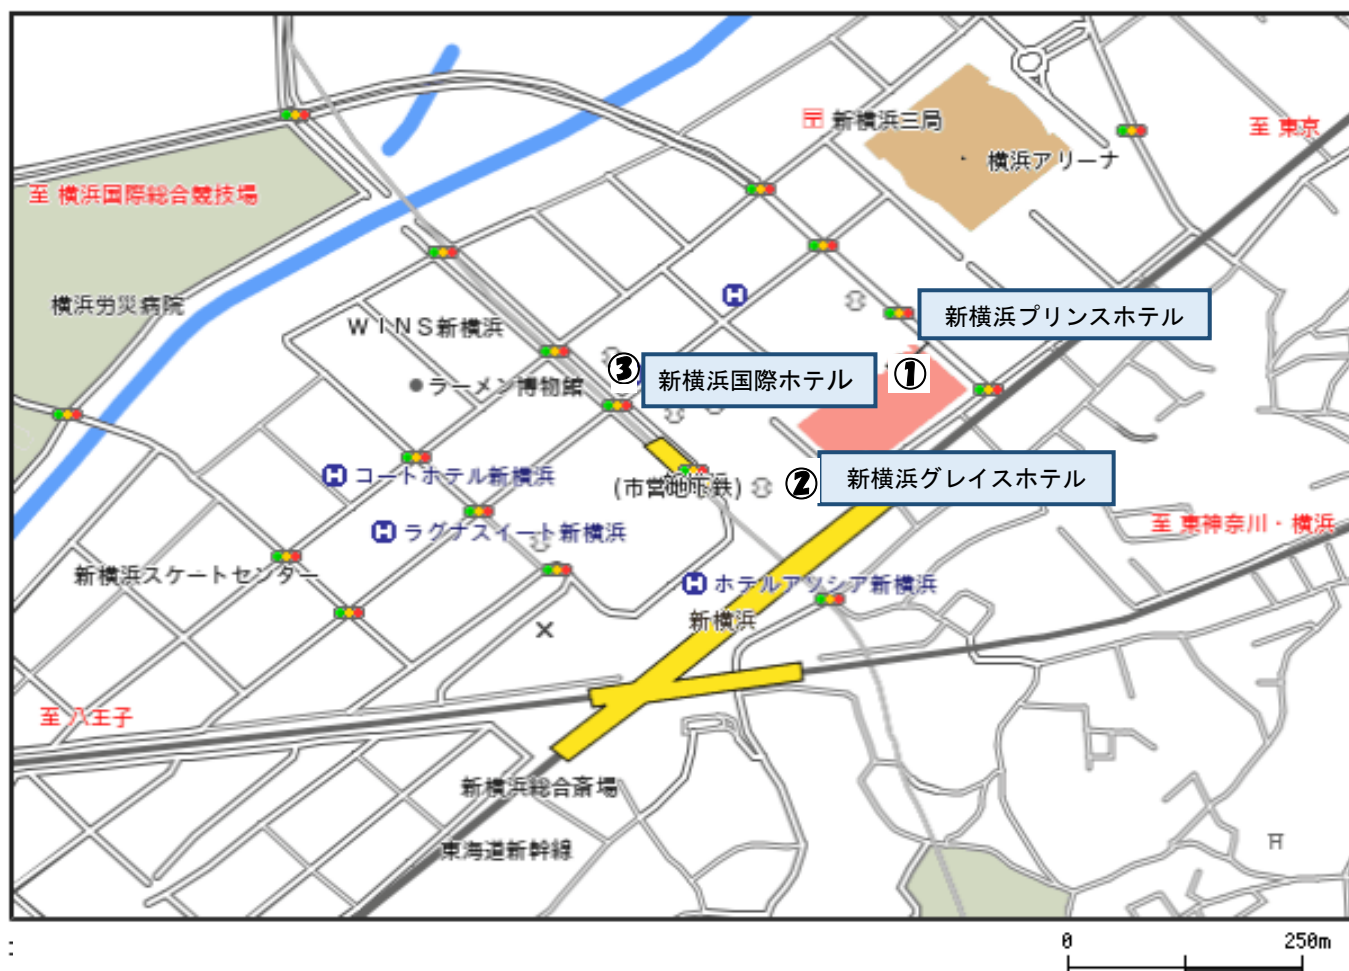 新横浜三局
至 東京
横浜アリーナ
至 横浜国際総合競技場
横浜労災病院
WINS新横浜
新横浜プリンスホテル
①
③
新横浜国際ホテル
ラーメン博物館
コートホテル新横浜
(市営地下鉄)
②
新横浜グレイスホテル
ラグナスイート新横浜
至 東神奈川・横浜
新横浜スケートセンター
ホテルアソシア新横浜
新横浜
至 八王子
新横浜総合斎場
東海道新幹線
0
250m